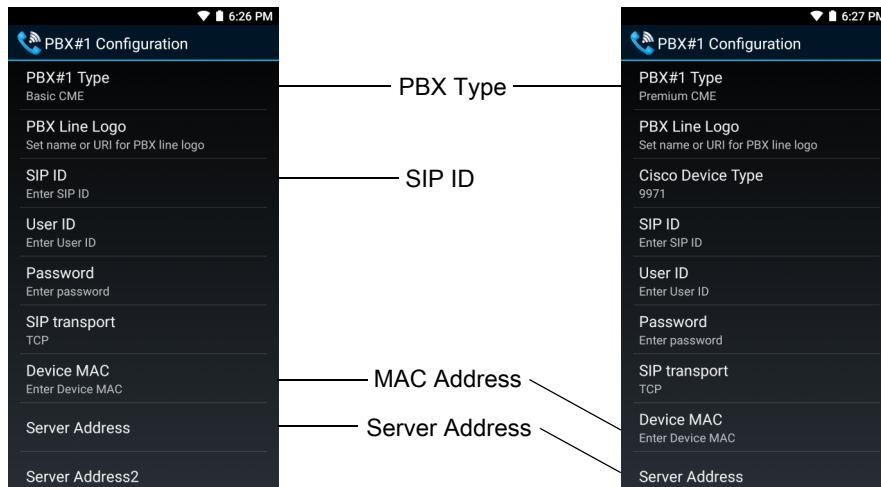 6:26 PM
PBX#1 Configuration
PBX#1 Type
Basic CME
PBX Line Logo
Set name or URI for PBX line logo
SIP ID
Enter SIP ID
User ID
Enter User ID
Password
Enter password
SIP transport
TCP
Device MAC
Enter Device MAC
Server Address
Server Address2
PBX Type
SIP ID
MAC Address
Server Address
6:27 PM
PBX#1 Configuration
PBX#1 Type
Premium CME
PBX Line Logo
Set name or URI for PBX line logo
Cisco Device Type
9971
SIP ID
Enter SIP ID
User ID
Enter User ID
Password
Enter password
SIP transport
TCP
Device MAC
Enter Device MAC
Server Address